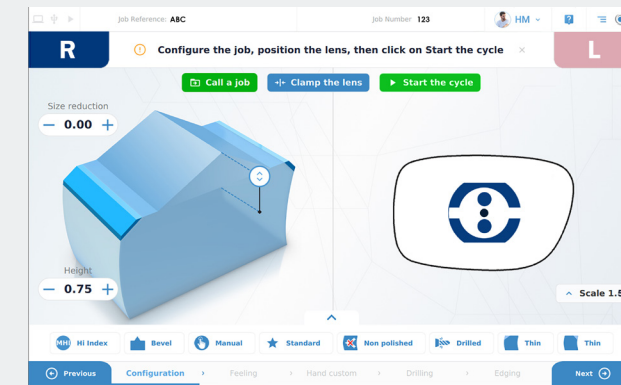 Job Reference: ABC
Job Number 123
HM
?
R
Configure the job, position the lens, then click on Start the cycle
L
Call a job
Clamp the lens
Start the cycle
Size reduction
0.00
Height
0.75
Scale 1.5
MHI Hi Index
Bevel
Manual
Standard
Non polished
Drilled
Thin
Thin
Previous
Configuration
Feeling
Hand custom
Drilling
Edging
Next